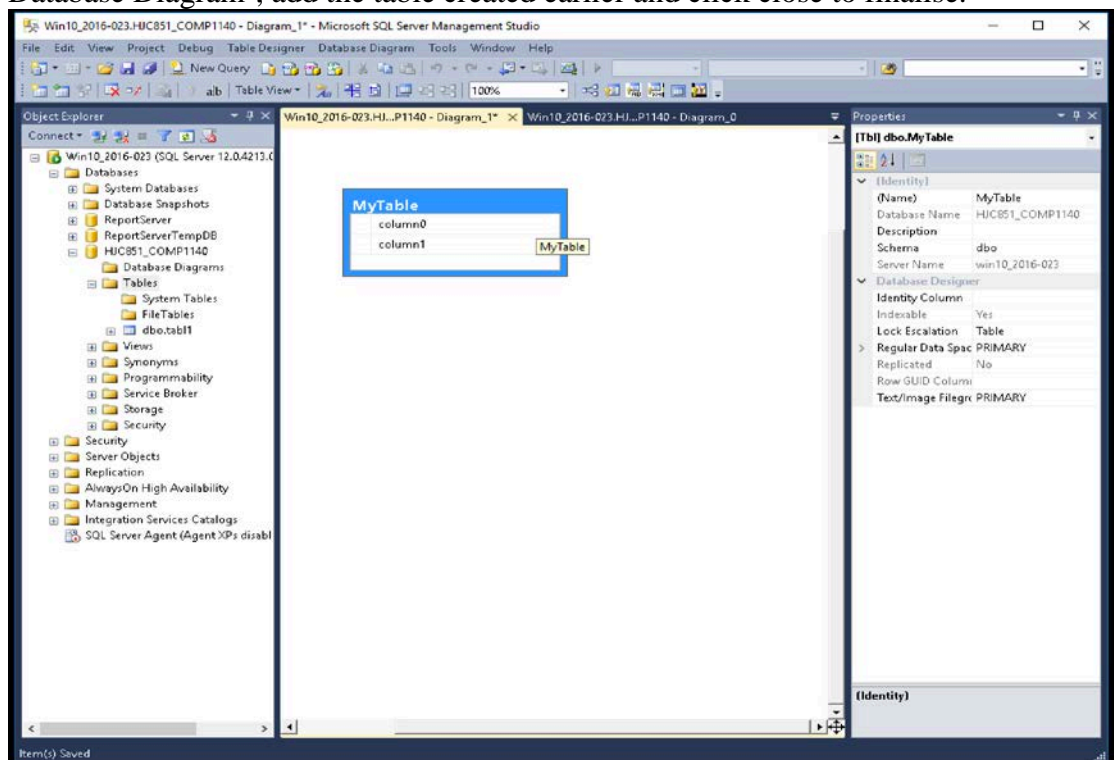 Database Diagram', add the table created earlier and click close to finalise.
Win10_2016-023.HJC851_COMP1140 - Diagram_1* - Microsoft SQL Server Management Studio
File Edit View Project Debug Table Designer Database Diagram Tools Window Help
New Query
ab Table View 100%
Object Explorer
Connect
Win10_2016-023 (SQL Server 12.0.4213.0
Databases
System Databases
Database Snapshots
ReportServer
ReportServerTempDB
HJC851_COMP1140
Database Diagrams
Tables
System Tables
FileTables
dbo.tabl1
Views
Synonyms
Programmability
Service Broker
Storage
Security
Security
Server Objects
Replication
AlwaysOn High Availability
Management
Integration Services Catalogs
SQL Server Agent (Agent XPs disabl
Win10_2016-023.HJ...P1140 - Diagram_1* Win10_2016-023.HJ...P1140 - Diagram_0
MyTable
column0
column1
MyTable
Properties
[Tbl] dbo.MyTable
(Identity)
(Name) MyTable
Database Name HJC851_COMP1140
Description
Schema dbo
Server Name win10_2016-023
Database Designer
Identity Column
Indexable Yes
Lock Escalation Table
Regular Data Spac PRIMARY
Replicated No
Row GUID Colum
Text/Image Filegr PRIMARY
(Identity)
Item(s) Saved